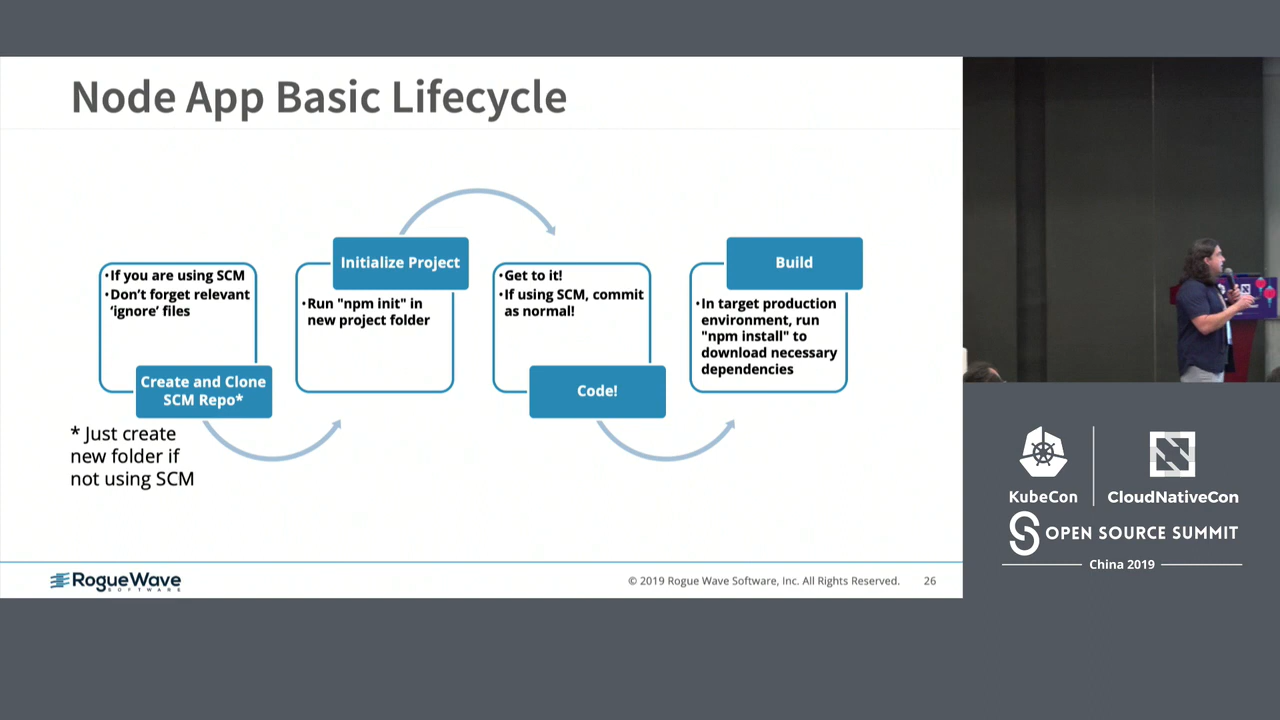 Node App Basic Lifecycle
•If you are using SCM
•Don’t forget relevant
‘ignore’ files
Create and Clone
SCM Repo*
* Just create
new folder if
not using SCM
Initialize Project
•Run "npm init" in
new project folder
•Get to it!
•If using SCM, commit
as normal!
Code!
Build
•In target production
environment, run
"npm install" to
download necessary
dependencies
RogueWave
SOFTWARE
© 2019 Rogue Wave Software, Inc. All Rights Reserved.
26
KubeCon
CloudNativeCon
OPEN SOURCE SUMMIT
China 2019